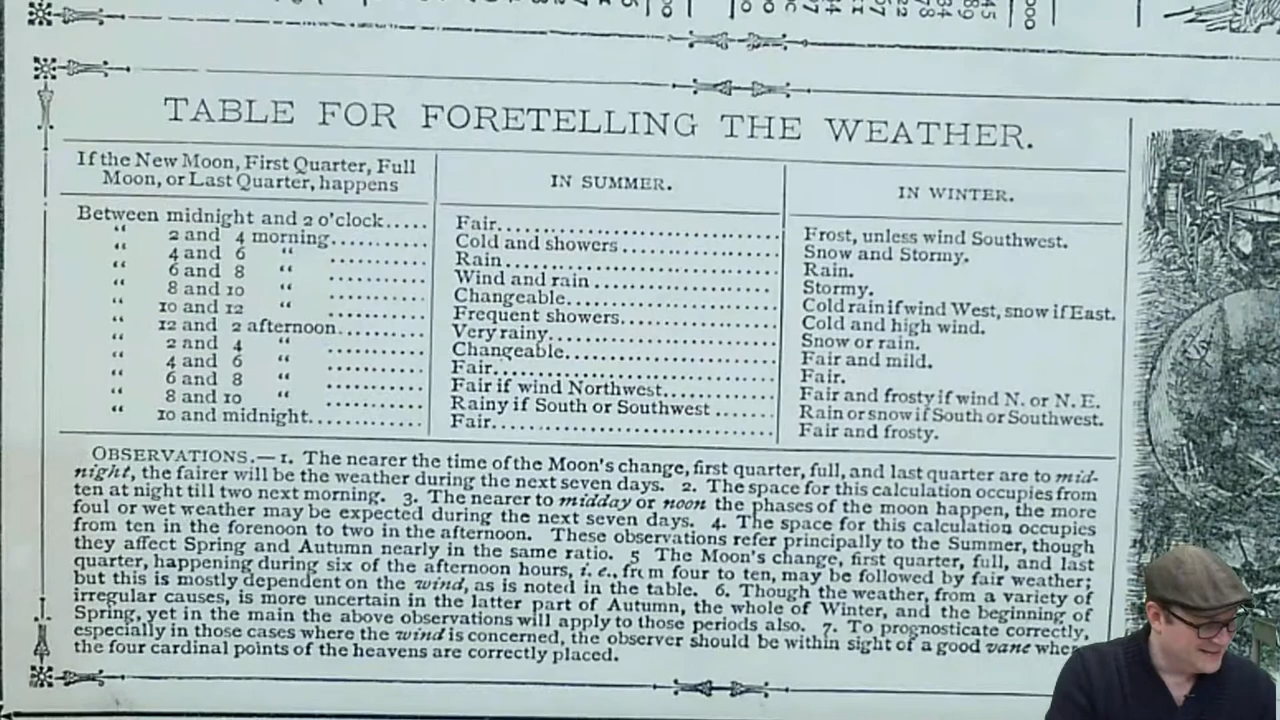 TABLE FOR FORETELLING THE WEATHER.
If the New Moon, First Quarter, Full
Moon, or Last Quarter, happens
IN SUMMER.
IN WINTER.
Between midnight and 2 o'clock..... Fair. Frost, unless wind Southwest.
“ 2 and 4 morning. Cold and showers Snow and Stormy.
“ 4 and 6 “ Rain. Rain.
“ 6 and 8 “ Wind and rain Stormy.
“ 8 and 10 “ Changeable. Cold rain if wind West, snow if East.
“ 10 and 12 “ Frequent showers. Cold and high wind.
“ 12 and 2 afternoon. Very rainy. Snow or rain.
“ 2 and 4 “ Changeable. Fair and mild.
“ 4 and 6 “ Fair. Fair.
“ 6 and 8 “ Fair if wind Northwest. Fair and frosty if wind N. or N. E.
“ 8 and 10 “ Rainy if South or Southwest Rain or snow if South or Southwest.
“ 10 and midnight. Fair. Fair and frosty.
OBSERVATIONS.—1. The nearer the time of the Moon's change, first quarter, full, and last quarter are to mid-
night, the fairer will be the weather during the next seven days. 2. The space for this calculation occupies from
ten at night till two next morning. 3. The nearer to midday or noon the phases of the moon happen, the more
foul or wet weather may be expected during the next seven days. 4. The space for this calculation occupies
from ten in the forenoon to two in the afternoon. These observations refer principally to the Summer, though
they affect Spring and Autumn nearly in the same ratio. 5 The Moon's change, first quarter, full, and last
quarter, happening during six of the afternoon hours, i. e., from four to ten, may be followed by fair weather;
but this is mostly dependent on the wind, as is noted in the table. 6. Though the weather, from a variety of
irregular causes, is more uncertain in the latter part of Autumn, the whole of Winter, and the beginning of
Spring, yet in the main the above observations will apply to those periods also. 7. To prognosticate correctly,
especially in those cases where the wind is concerned, the observer should be within sight of a good vane
the four cardinal points of the heavens are correctly placed.